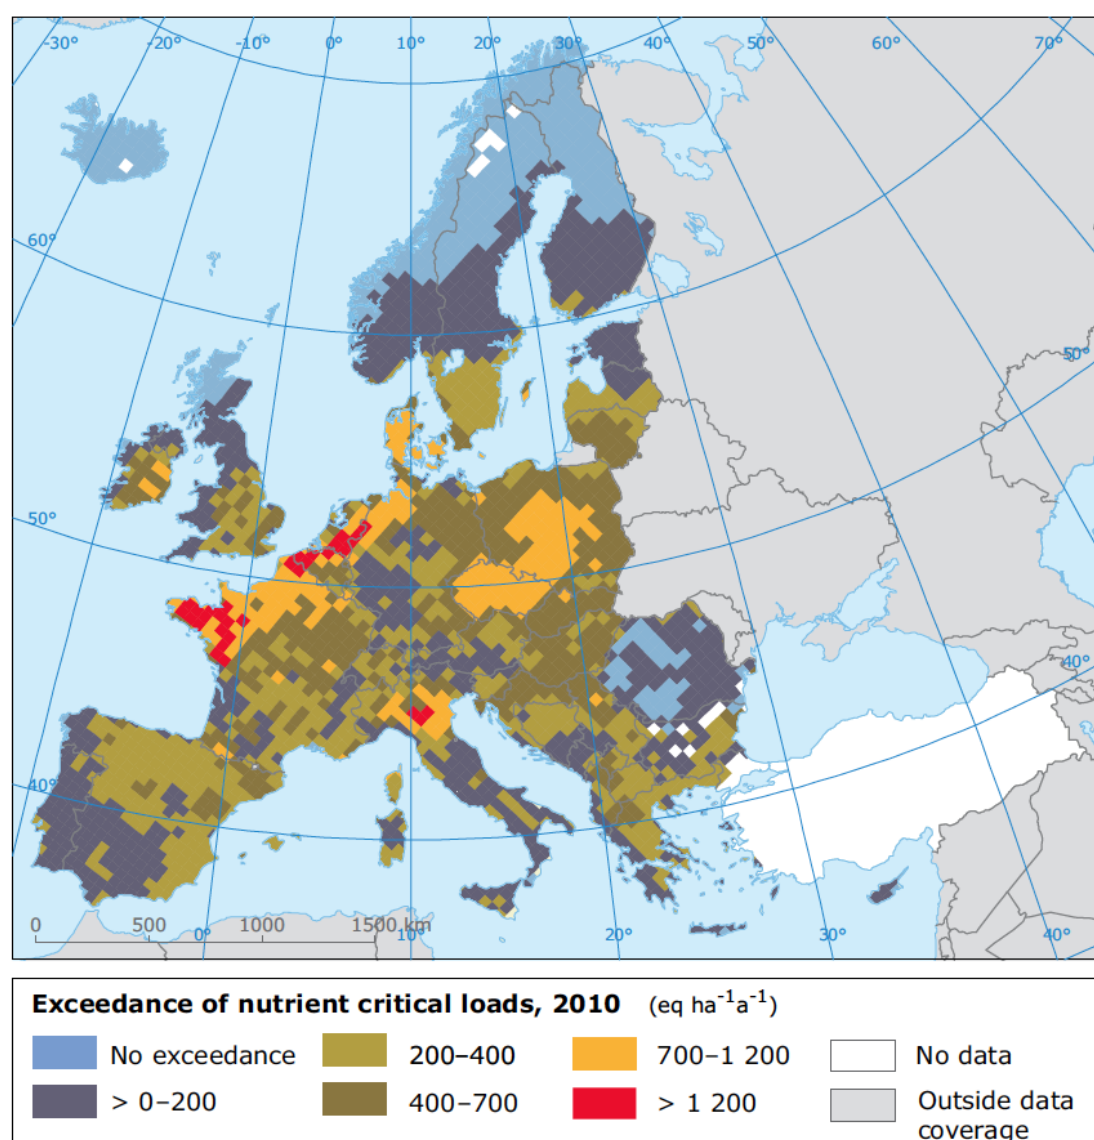 -30° -20° -10° 0° 10° 20° 30° 40° 50° 60° 70°
60°
50°
50°
40°
40°
0 500 1000 1500 km
0° 10° 20° 30° 40°
Exceedance of nutrient critical loads, 2010 (eq ha⁻¹a⁻¹)
No exceedance 200–400 700–1 200 No data
> 0–200 400–700 > 1 200 Outside data
coverage